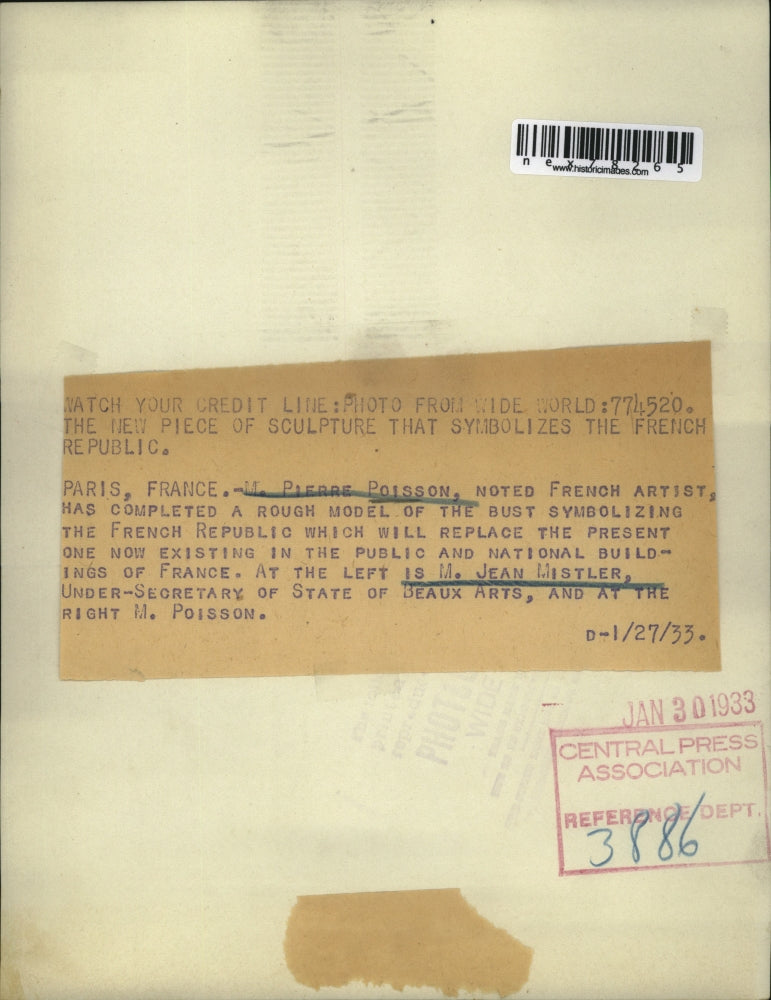 nex78265
www.historicimages.com
WATCH YOUR CREDIT LINE:PHOTO FROM WIDE WORLD:774520.
THE NEW PIECE OF SCULPTURE THAT SYMBOLIZES THE FRENCH
REPUBLIC.
PARIS, FRANCE.-M. PIERRE POISSON, NOTED FRENCH ARTIST,
HAS COMPLETED A ROUGH MODEL OF THE BUST SYMBOLIZING
THE FRENCH REPUBLIC WHICH WILL REPLACE THE PRESENT
ONE NOW EXISTING IN THE PUBLIC AND NATIONAL BUILD-
INGS OF FRANCE. AT THE LEFT IS M. JEAN MISTLER,
UNDER-SECRETARY OF STATE OF BEAUX ARTS, AND AT THE
RIGHT M. POISSON.
D-1/27/33.
PHOTO
WIDE
JAN 30 1933
CENTRAL PRESS
ASSOCIATION
REFERENCE DEPT.
3886